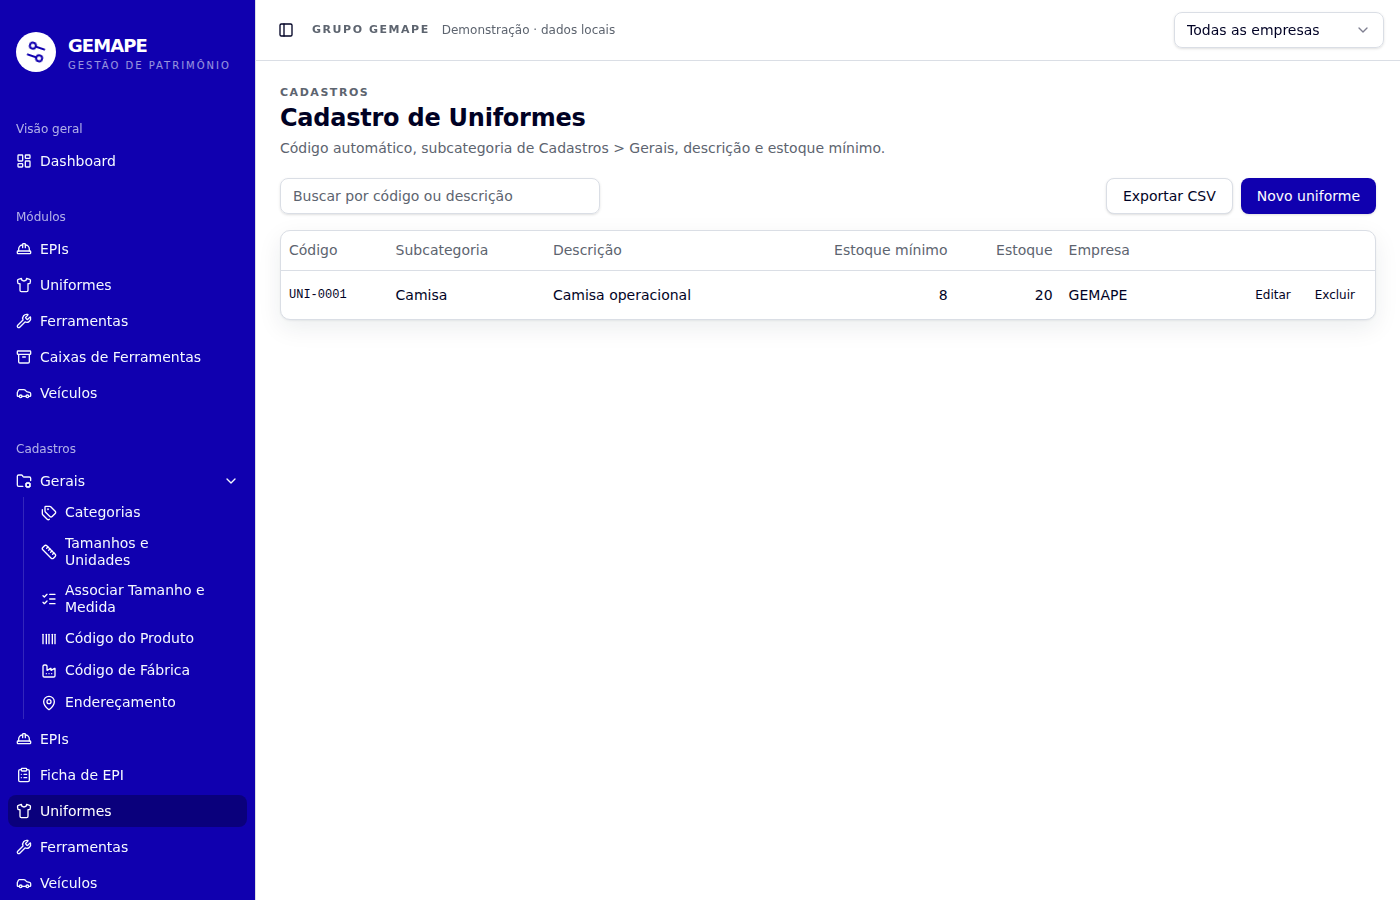 GEMAPE
GESTÃO DE PATRIMÔNIO
Visão geral
Dashboard
Módulos
EPIs
Uniformes
Ferramentas
Caixas de Ferramentas
Veículos
Cadastros
Gerais
Categorias
Tamanhos e
Unidades
Associar Tamanho e
Medida
Código do Produto
Código de Fábrica
Endereçamento
EPIs
Ficha de EPI
Uniformes
Ferramentas
Veículos
GRUPO GEMAPE Demonstração · dados locais Todas as empresas
CADASTROS
Cadastro de Uniformes
Código automático, subcategoria de Cadastros > Gerais, descrição e estoque mínimo.
Buscar por código ou descrição Exportar CSV Novo uniforme
Código Subcategoria Descrição Estoque mínimo Estoque Empresa
UNI-0001 Camisa Camisa operacional 8 20 GEMAPE Editar Excluir